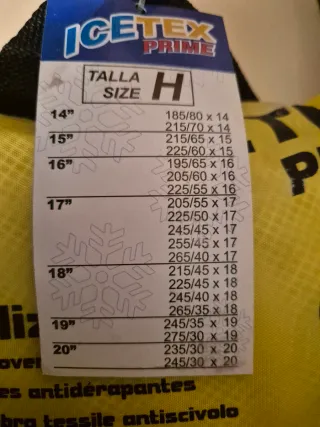 ICETEX
PRIME
TALLA
SIZE H
14" 185/80 x 14
215/70 x 14
15" 215/65 x 15
225/60 x 15
16" 195/65 x 16
205/60 x 16
225/55 x 16
17" 205/55 x 17
225/50 x 17
245/45 x 17
255/45 x 17
265/40 x 17
18" 215/45 x 18
225/45 x 18
245/40 x 18
265/35 x 18
19" 245/35 x 19
275/30 x 19
20" 235/30 x 20
245/30 x 20
es antidérapantes
bra tessile antiscivolo